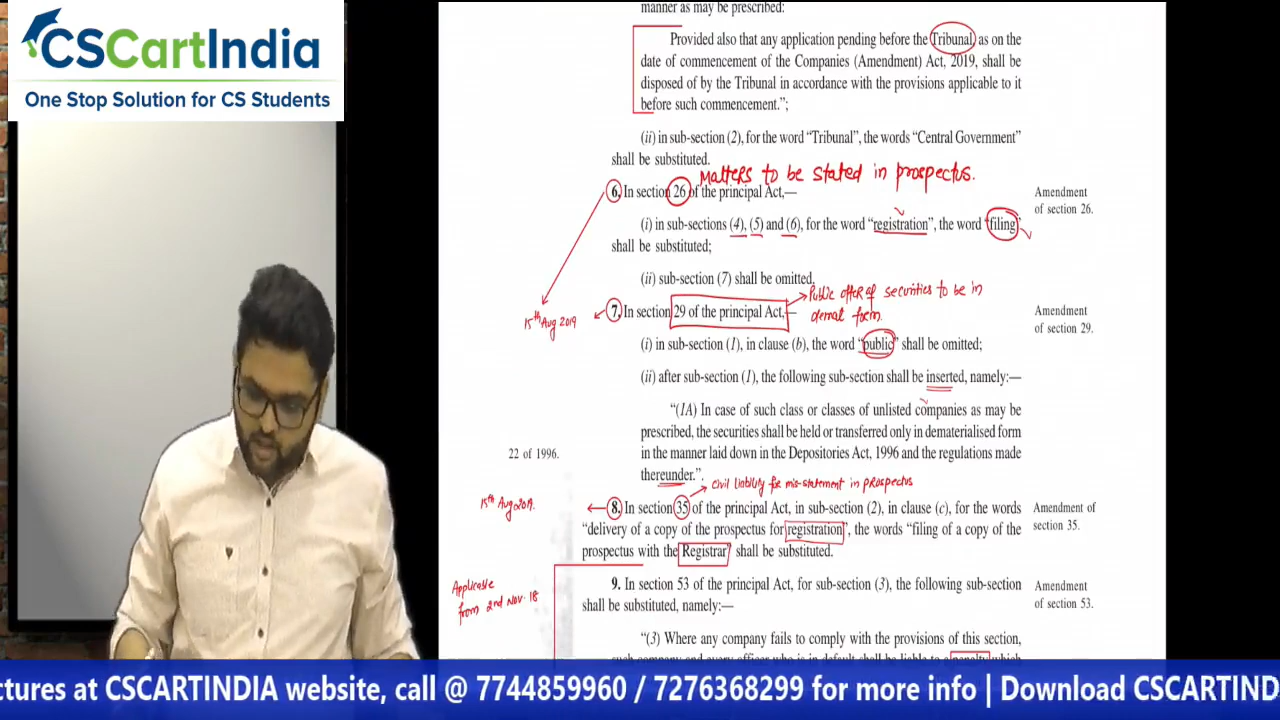 CSCartIndia
One Stop Solution for CS Students
manner as may be prescribed:
Provided also that any application pending before the Tribunal as on the
date of commencement of the Companies (Amendment) Act, 2019, shall be
disposed of by the Tribunal in accordance with the provisions applicable to it
before such commencement.";
(ii) in sub-section (2), for the word "Tribunal", the words "Central Government"
shall be substituted.
Matters to be stated in prospectus.
6. In section 26 of the principal Act,—
Amendment
of section 26.
(i) in sub-sections (4), (5) and (6), for the word "registration", the word "filing"
shall be substituted;
(ii) sub-section (7) shall be omitted.
Public offer of securities to be in
demat form
15th Aug 2019
7. In section 29 of the principal Act,—
Amendment
of section 29.
(i) in sub-section (1), in clause (b), the word "public" shall be omitted;
(ii) after sub-section (1), the following sub-section shall be inserted, namely:—
"(1A) In case of such class or classes of unlisted companies as may be
prescribed, the securities shall be held or transferred only in dematerialised form
22 of 1996.
in the manner laid down in the Depositories Act, 1996 and the regulations made
thereunder.".
Civil liability for mis-statement in prospectus
15th Aug 2019.
8. In section 35 of the principal Act, in sub-section (2), in clause (c), for the words
"delivery of a copy of the prospectus for registration", the words "filing of a copy of the
prospectus with the Registrar" shall be substituted.
Amendment of
section 35.
Applicable
from 2nd Nov. 18
9. In section 53 of the principal Act, for sub-section (3), the following sub-section
shall be substituted, namely:—
Amendment
of section 53.
"(3) Where any company fails to comply with the provisions of this section,
such company and every officer who is in default shall be liable to a penalty which
ctures at CSCARTINDIA website, call @ 7744859960 / 7276368299 for more info | Download CSCARTIND